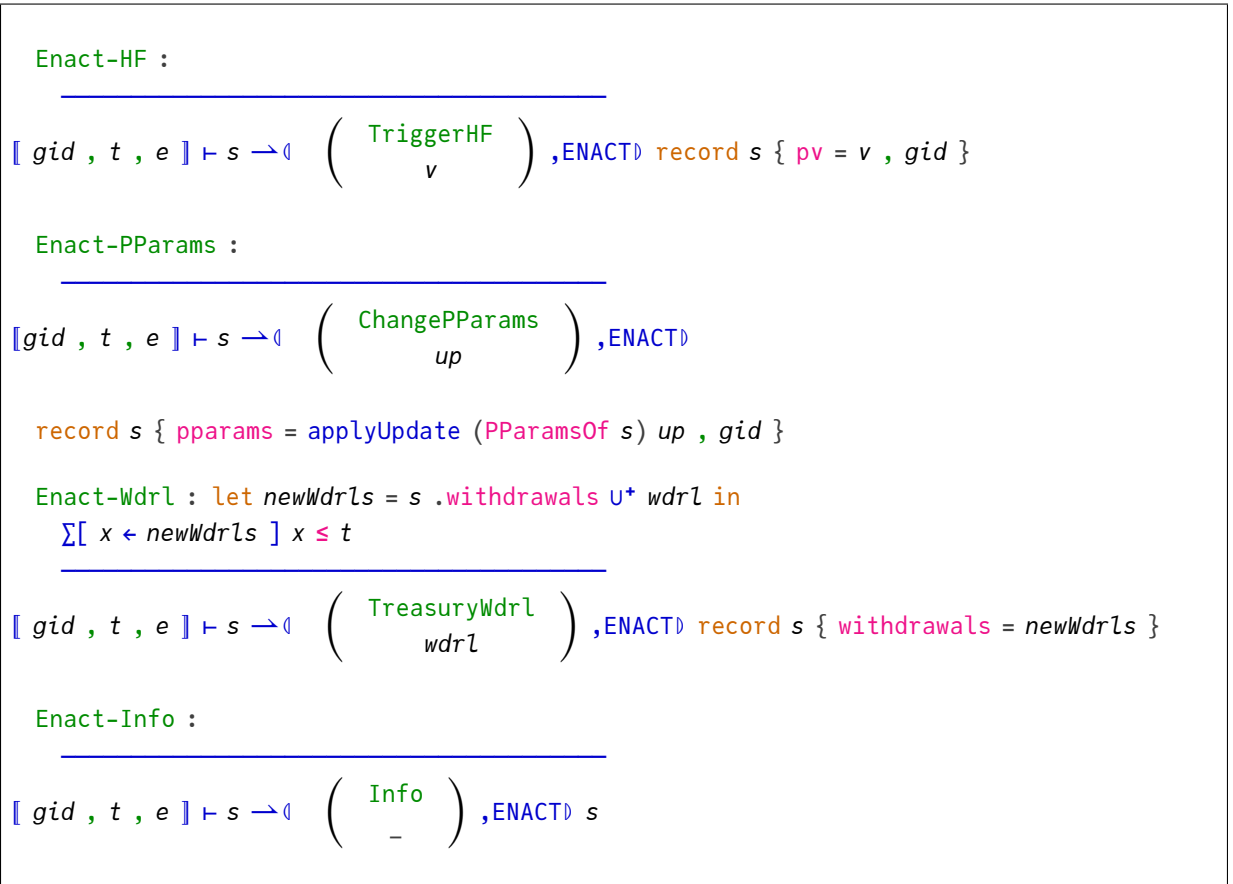 Enact-HF :
⟦ gid , t , e ⟧ ⊢ s ⇀⦇ ( TriggerHF
v ) ,ENACT⦈ record s { pv = v , gid }
Enact-PParams :
⟦gid , t , e ⟧ ⊢ s ⇀⦇ ( ChangePParams
up ) ,ENACT⦈
record s { pparams = applyUpdate (PParamsOf s) up , gid }
Enact-Wdrl : let newWdrls = s .withdrawals ∪⁺ wdrl in
∑[ x ← newWdrls ] x ≤ t
⟦ gid , t , e ⟧ ⊢ s ⇀⦇ ( TreasuryWdrl
wdrl ) ,ENACT⦈ record s { withdrawals = newWdrls }
Enact-Info :
⟦ gid , t , e ⟧ ⊢ s ⇀⦇ ( Info
_ ) ,ENACT⦈ s